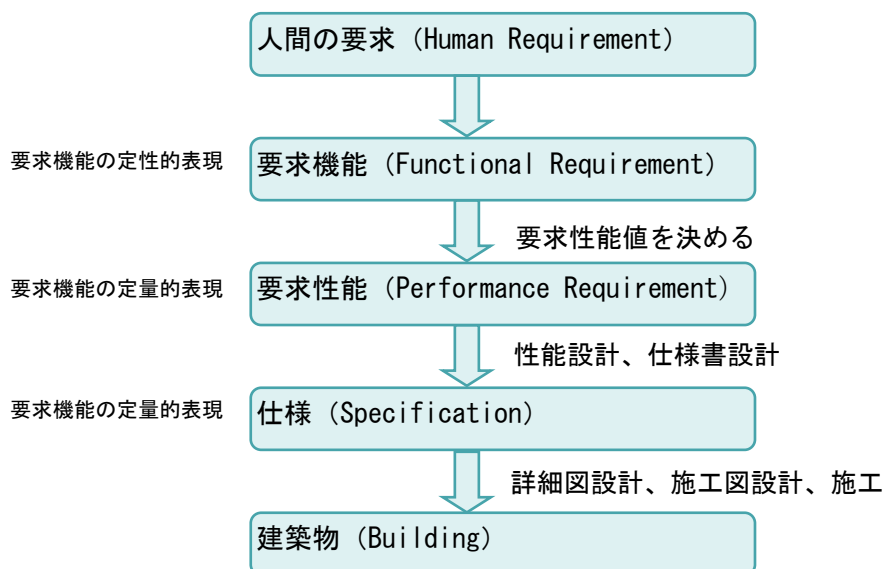 人間の要求 (Human Requirement)
要求機能の定性的表現
要求機能 (Functional Requirement)
要求性能値を決める
要求機能の定量的表現
要求性能 (Performance Requirement)
性能設計、仕様書設計
要求機能の定量的表現
仕様 (Specification)
詳細図設計、施工図設計、施工
建築物 (Building)